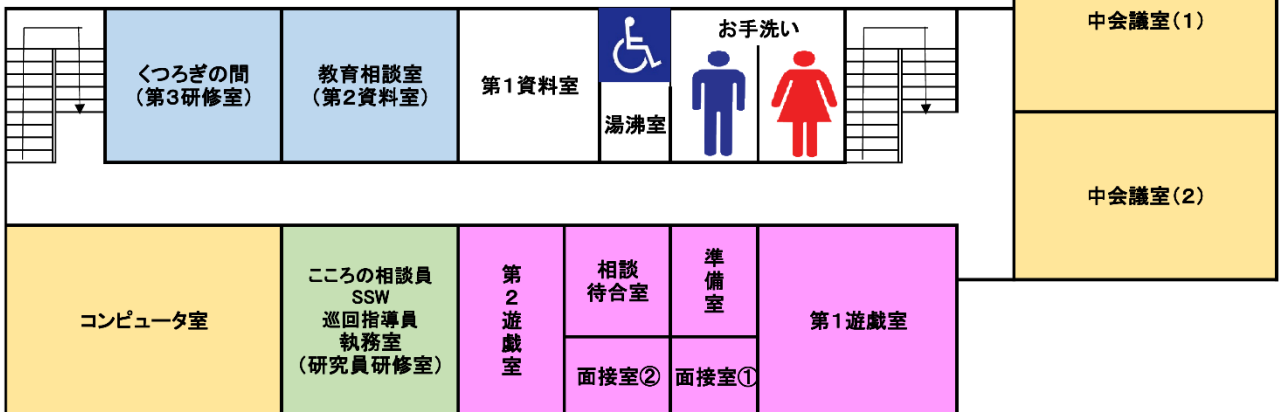 くつろぎの間
（第3研修室）
教育相談室
（第2資料室）
第1資料室
湯沸室
お手洗い
中会議室（1）
中会議室（2）
コンピュータ室
こころの相談員
SSW
巡回指導員
執務室
（研究員研修室）
第2遊戯室
相談
待合室
準備室
第1遊戯室
面接室②
面接室①